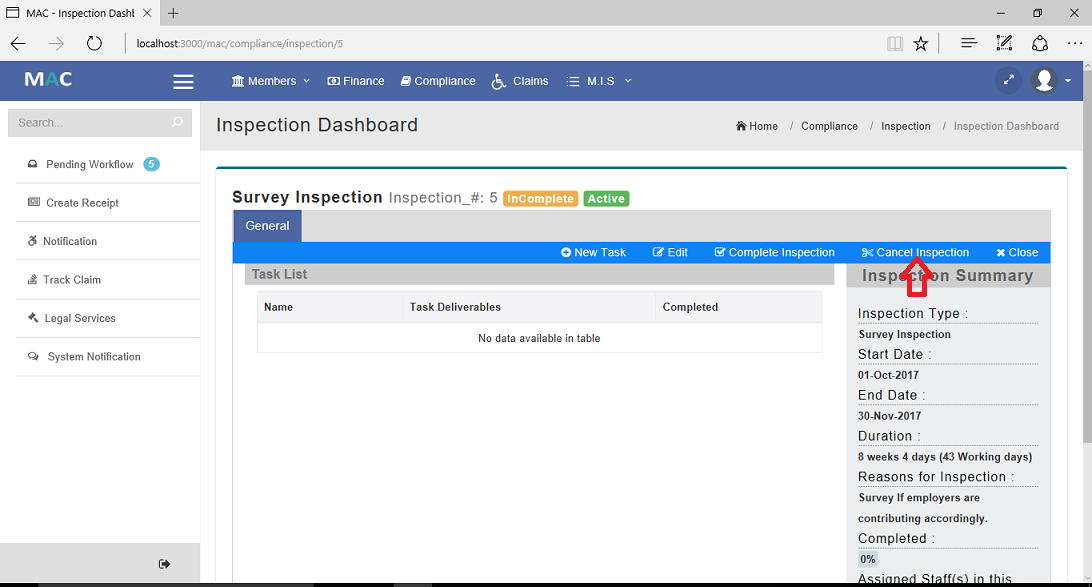 MAC - Inspection Dashb
localhost:3000/mac/compliance/inspection/5
MAC
Members
Finance
Compliance
Claims
M.I.S
Search...
Inspection Dashboard
Home / Compliance / Inspection / Inspection Dashboard
Pending Workflow 5
Create Receipt
Notification
Track Claim
Legal Services
System Notification
Survey Inspection Inspection_#: 5 InComplete Active
General
New Task
Edit
Complete Inspection
Cancel Inspection
Close
Task List
Name
Task Deliverables
Completed
No data available in table
Inspection Summary
Inspection Type :
Survey Inspection
Start Date :
01-Oct-2017
End Date :
30-Nov-2017
Duration :
8 weeks 4 days (43 Working days)
Reasons for Inspection :
Survey If employers are
contributing accordingly.
Completed :
0%
Assigned Staff(s) in this